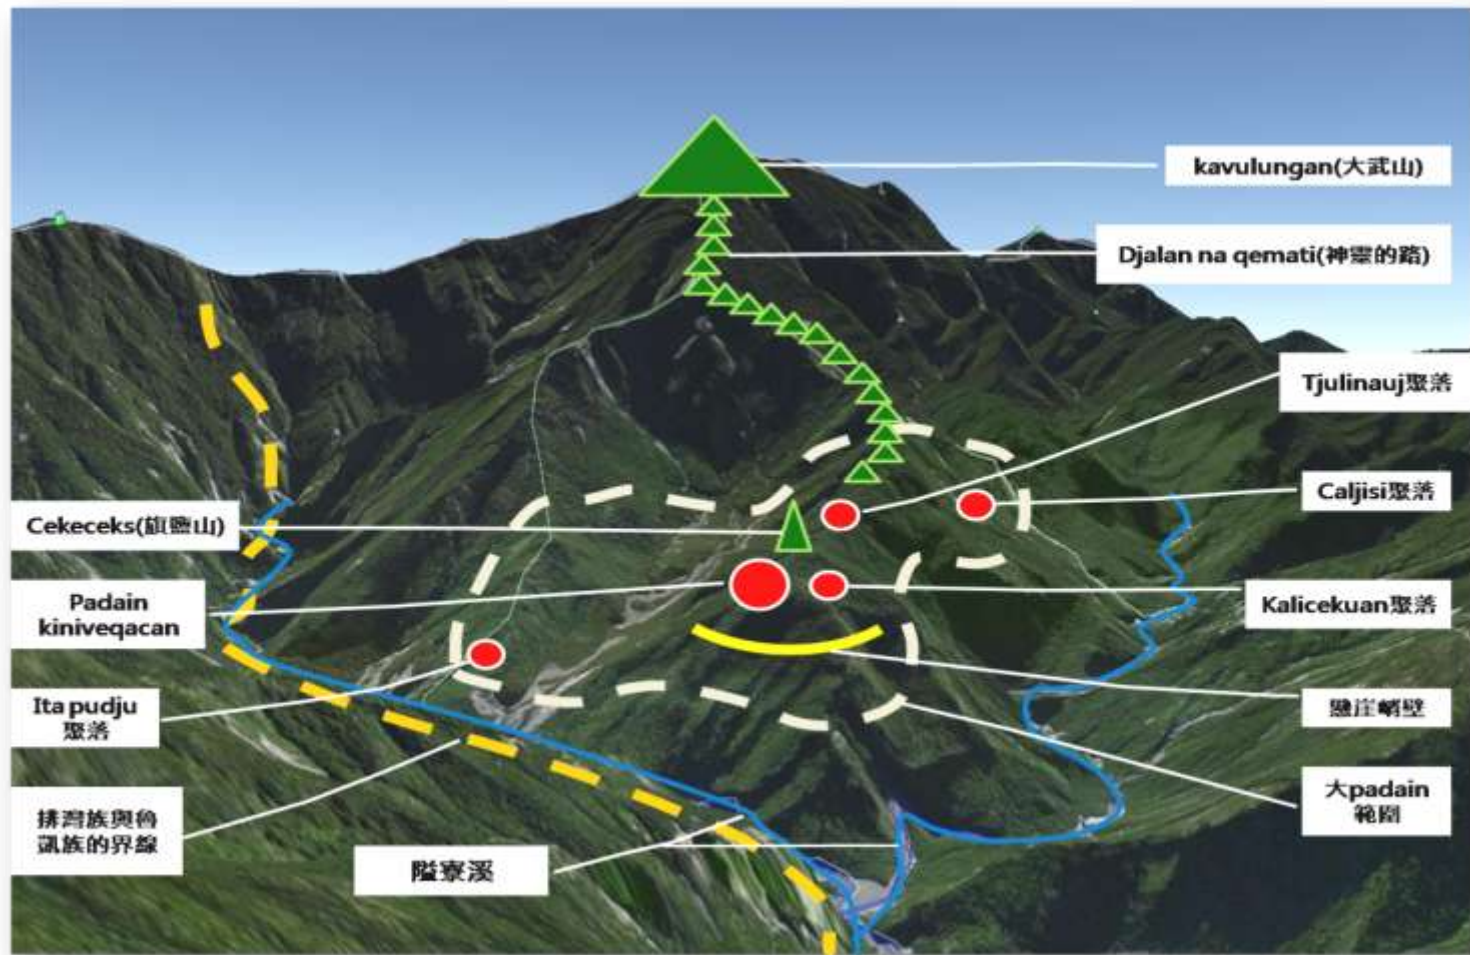 kavulungan(大武山)
Djalan na qemati(神靈的路)
Tjulinauj聚落
Caljisi聚落
Cekeceks(旗鹽山)
Padain
kiniveqacan
Kalicekuan聚落
Ita pudju
聚落
懸崖峭壁
大padain
範圍
排灣族與魯
凱族的界線
隘寮溪